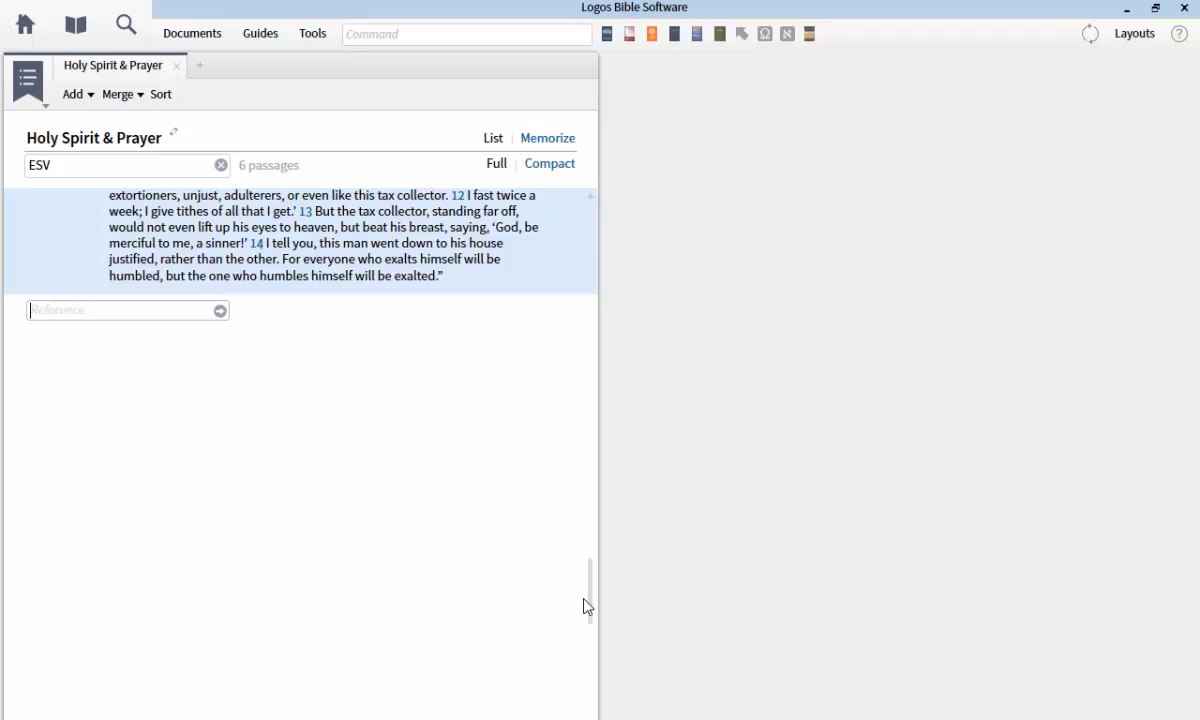 Logos Bible Software
Documents Guides Tools Command Layouts ?
Holy Spirit & Prayer × +
Add Merge Sort
Holy Spirit & Prayer List Memorize
ESV 6 passages Full Compact
extortioners, unjust, adulterers, or even like this tax collector. 12 I fast twice a
week; I give tithes of all that I get.’ 13 But the tax collector, standing far off,
would not even lift up his eyes to heaven, but beat his breast, saying, ‘God, be
merciful to me, a sinner!’ 14 I tell you, this man went down to his house
justified, rather than the other. For everyone who exalts himself will be
humbled, but the one who humbles himself will be exalted.”
Reference